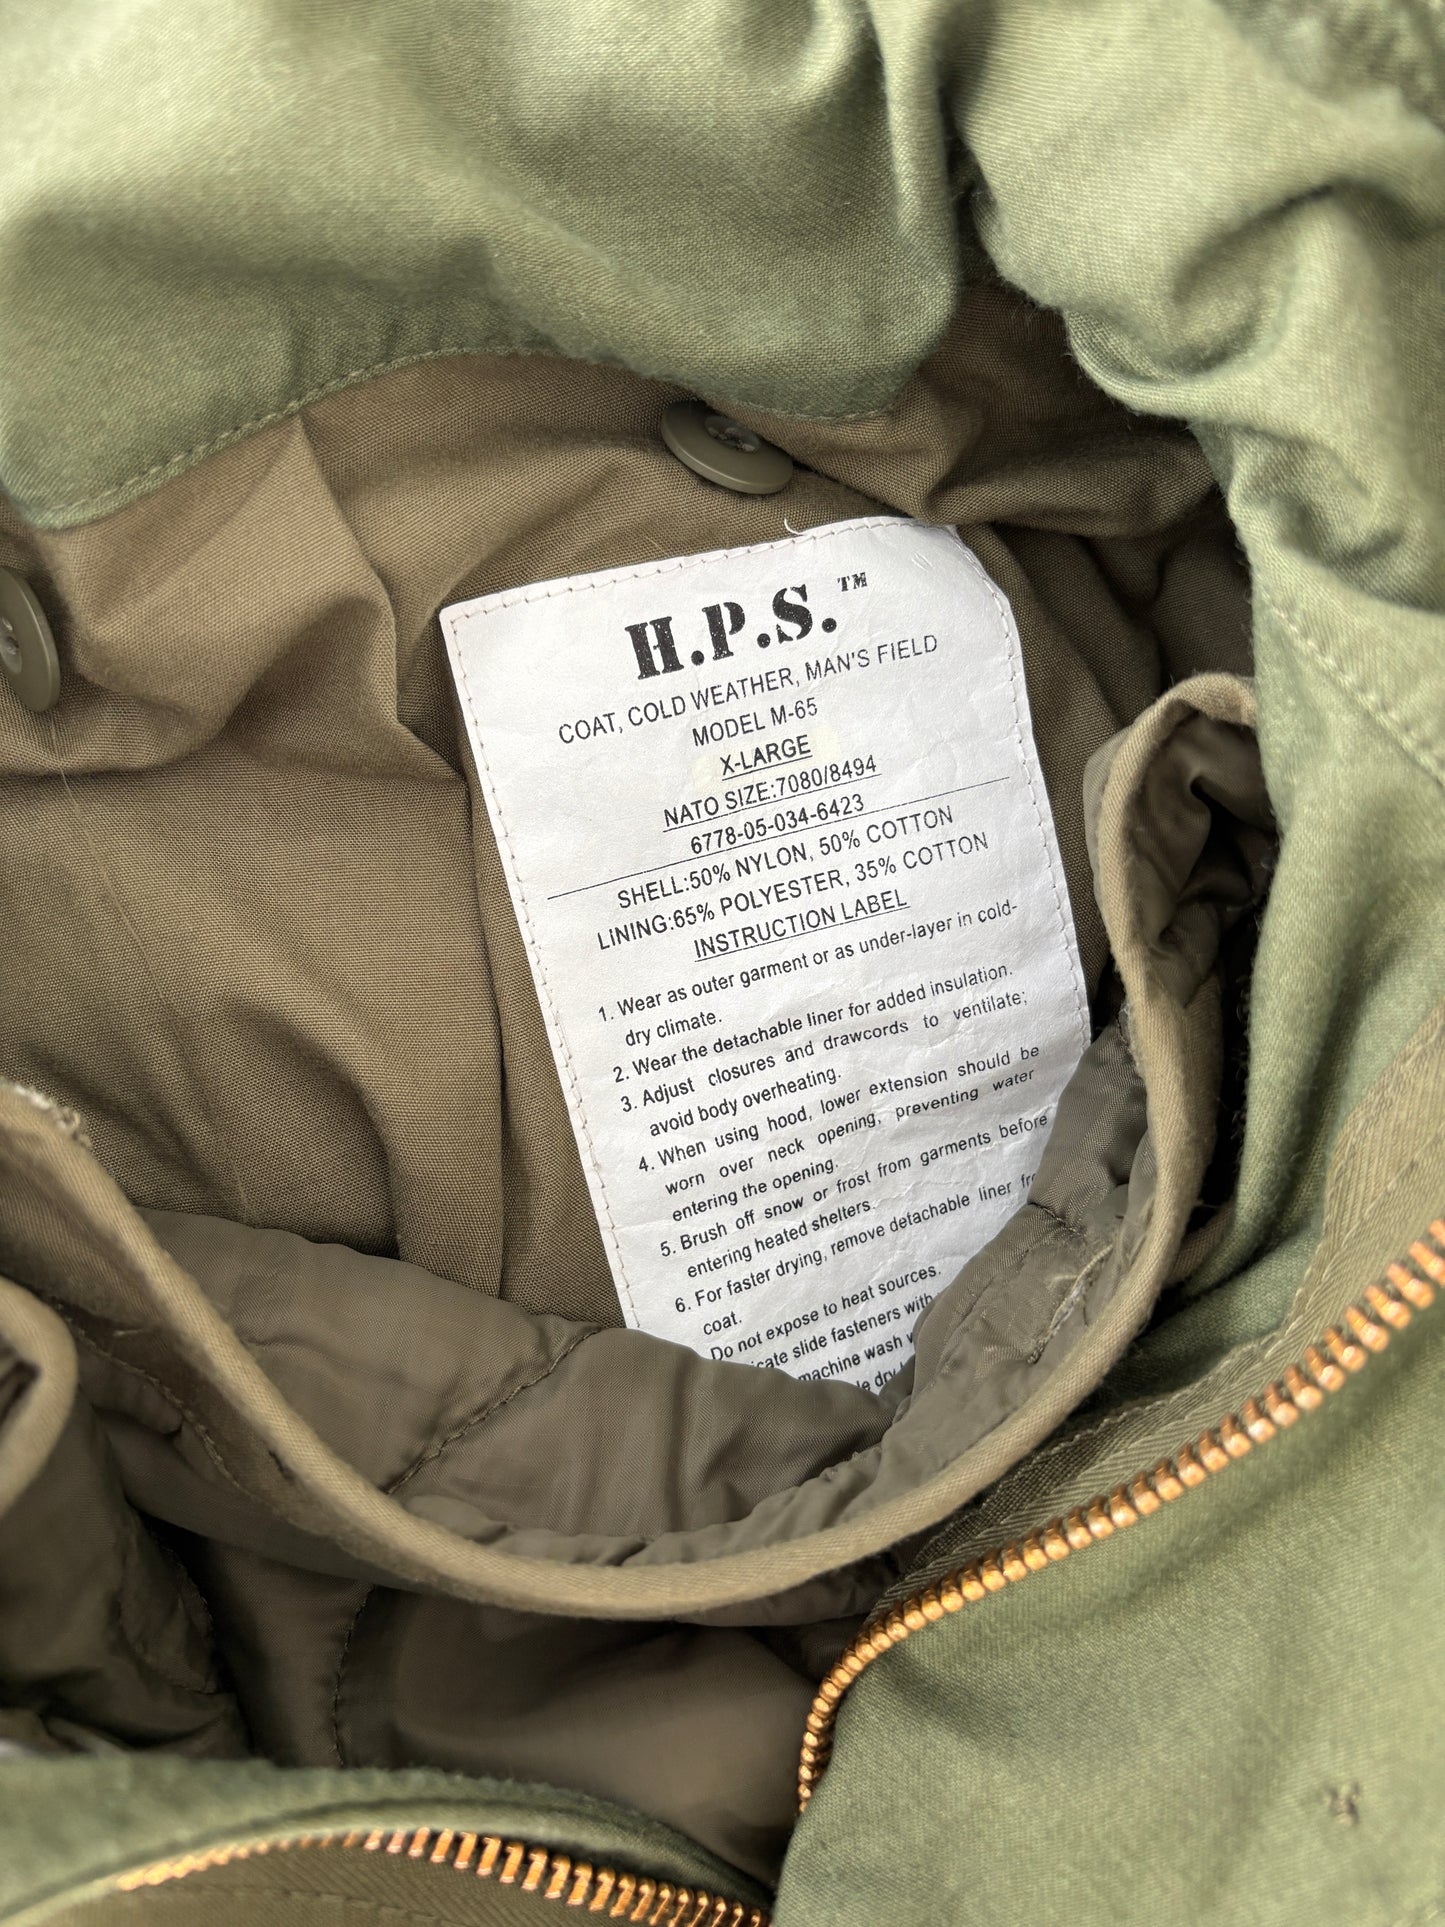 H.P.S.™
COAT, COLD WEATHER, MAN'S FIELD
MODEL M-65
X-LARGE
NATO SIZE:7080/8494
6778-05-034-6423
SHELL:50% NYLON, 50% COTTON
LINING:65% POLYESTER, 35% COTTON
INSTRUCTION LABEL
1. Wear as outer garment or as under-layer in cold-
dry climate.
2. Wear the detachable liner for added insulation.
3. Adjust closures and drawcords to ventilate;
avoid body overheating.
4. When using hood, lower extension should be
worn over neck opening, preventing water
entering the opening.
5. Brush off snow or frost from garments before
entering heated shelters.
6. For faster drying, remove detachable liner
coat.
Do not expose to heat sources.
slide fasteners with
machine wash
dry